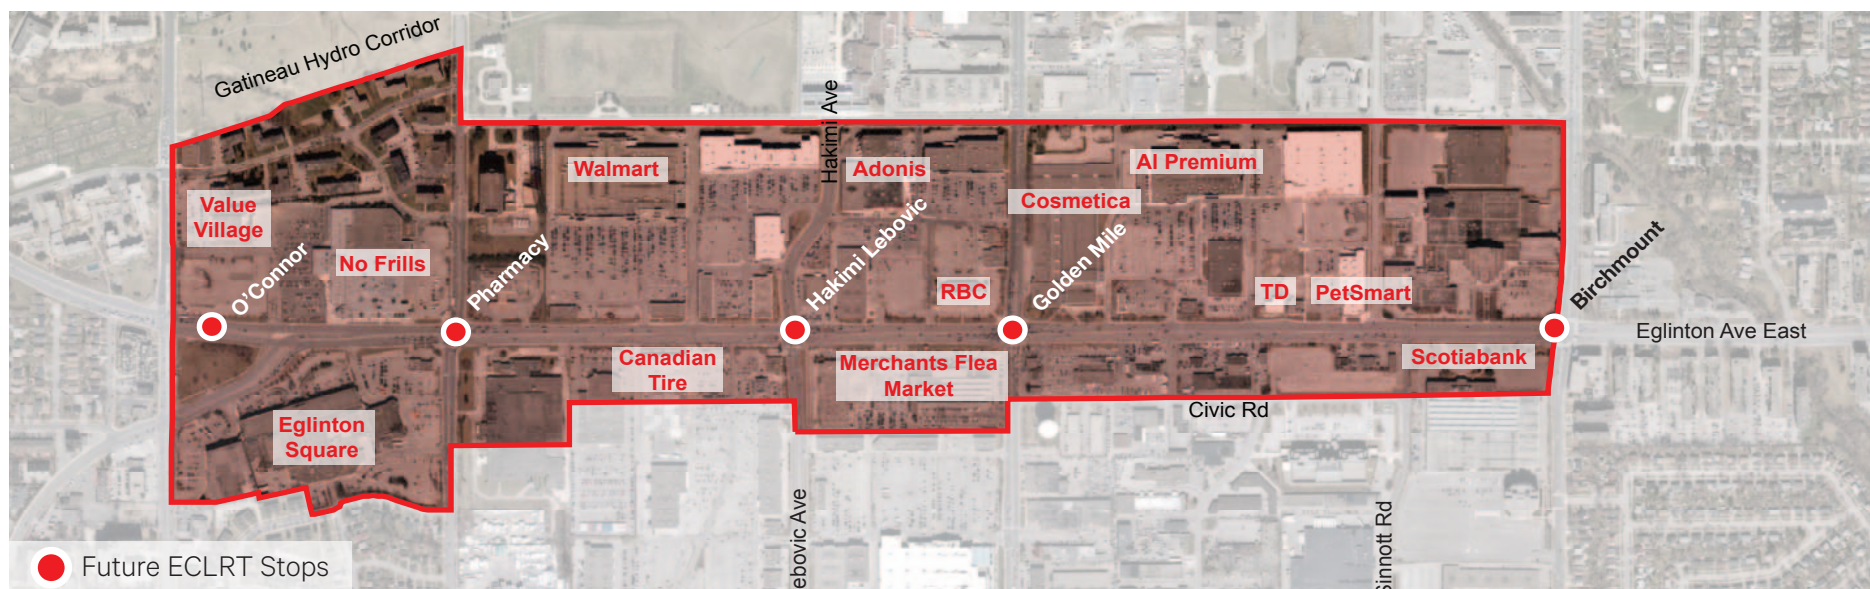 Gatineau Hydro Corridor
Hakimi Ave
Walmart
Adonis
Al Premium
Value
Village
Cosmetica
No Frills
O'Connor
Pharmacy
Hakimi Lebovic
RBC
Golden Mile
TD
PetSmart
Birchmount
Eglinton Ave East
Canadian
Tire
Merchants Flea
Market
Scotiabank
Civic Rd
Eglinton
Square
ebovic Ave
Sinnott Rd
Future ECLRT Stops